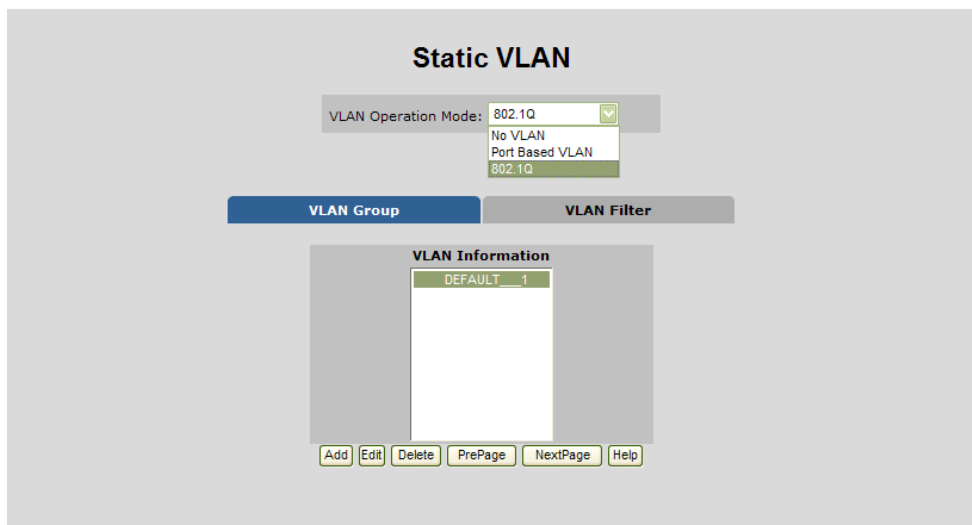 Static VLAN
VLAN Operation Mode: 802.1Q
No VLAN
Port Based VLAN
802.1Q
VLAN Group VLAN Filter
VLAN Information
DEFAULT___1
Add Edit Delete PrePage NextPage Help